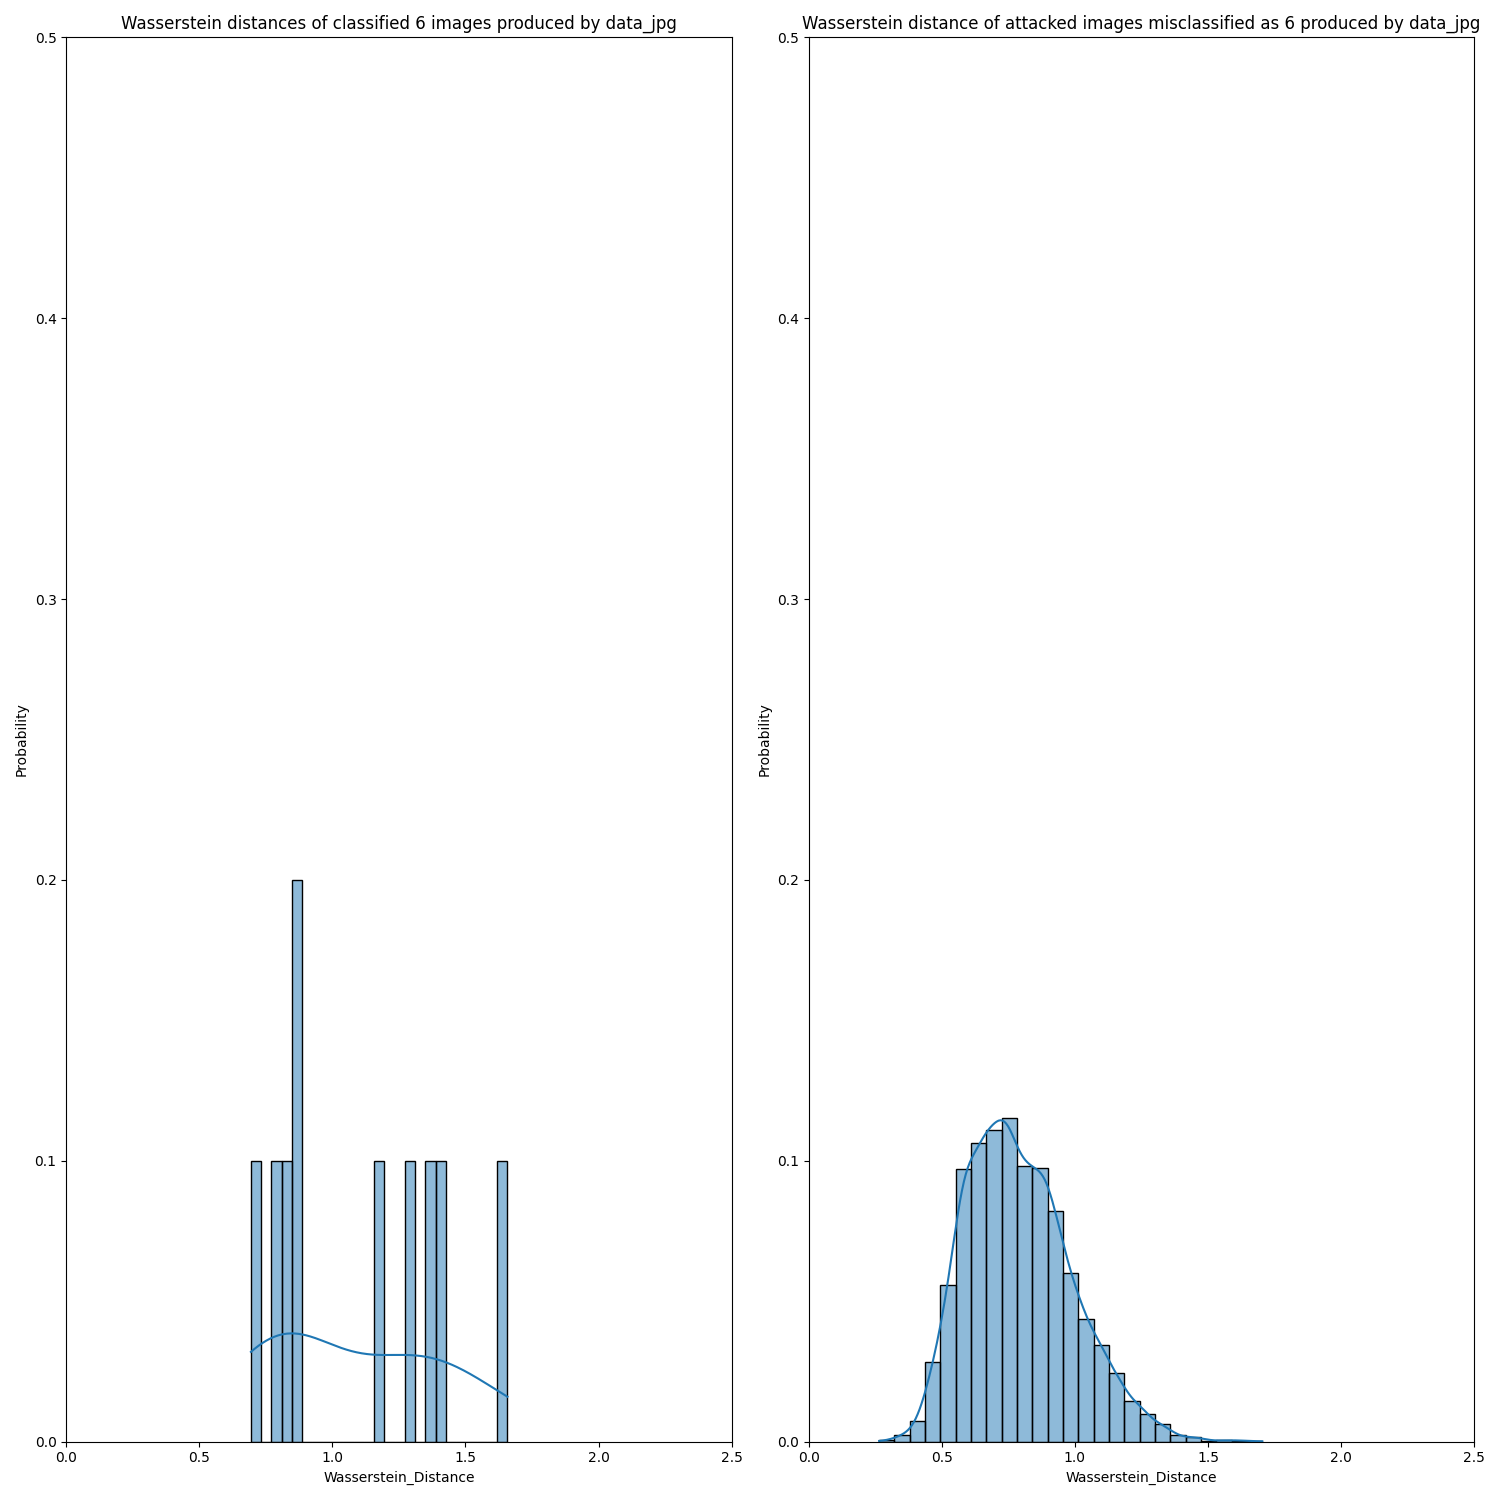 Wasserstein distances of classified 6 images produced by data_jpg
0.5
0.4
0.3
0.2
0.1
0.0
Probability
0.0 0.5 1.0 1.5 2.0 2.5
Wasserstein_Distance
Wasserstein distance of attacked images misclassified as 6 produced by data_jpg
0.5
0.4
0.3
0.2
0.1
0.0
Probability
0.0 0.5 1.0 1.5 2.0 2.5
Wasserstein_Distance